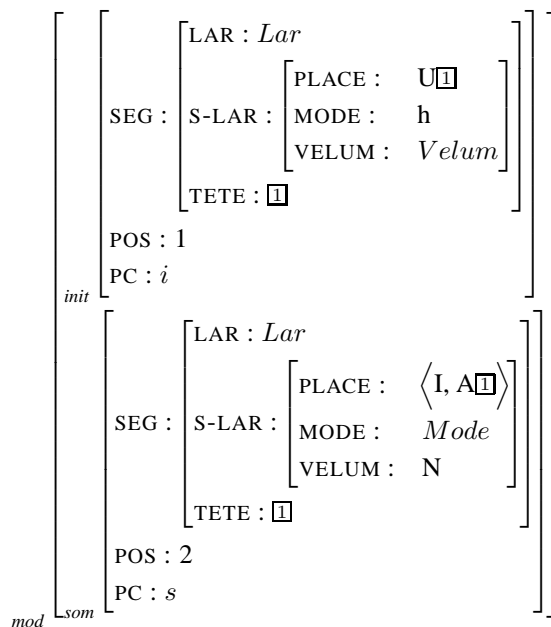 LAR : Lar
PLACE : U1
SEG : S-LAR : MODE : h
VELUM : Velum
TETE : 1
POS : 1
PC : i
init
LAR : Lar
PLACE : ⟨I, A1⟩
SEG : S-LAR : MODE : Mode
VELUM : N
TETE : 1
POS : 2
PC : s
mod som